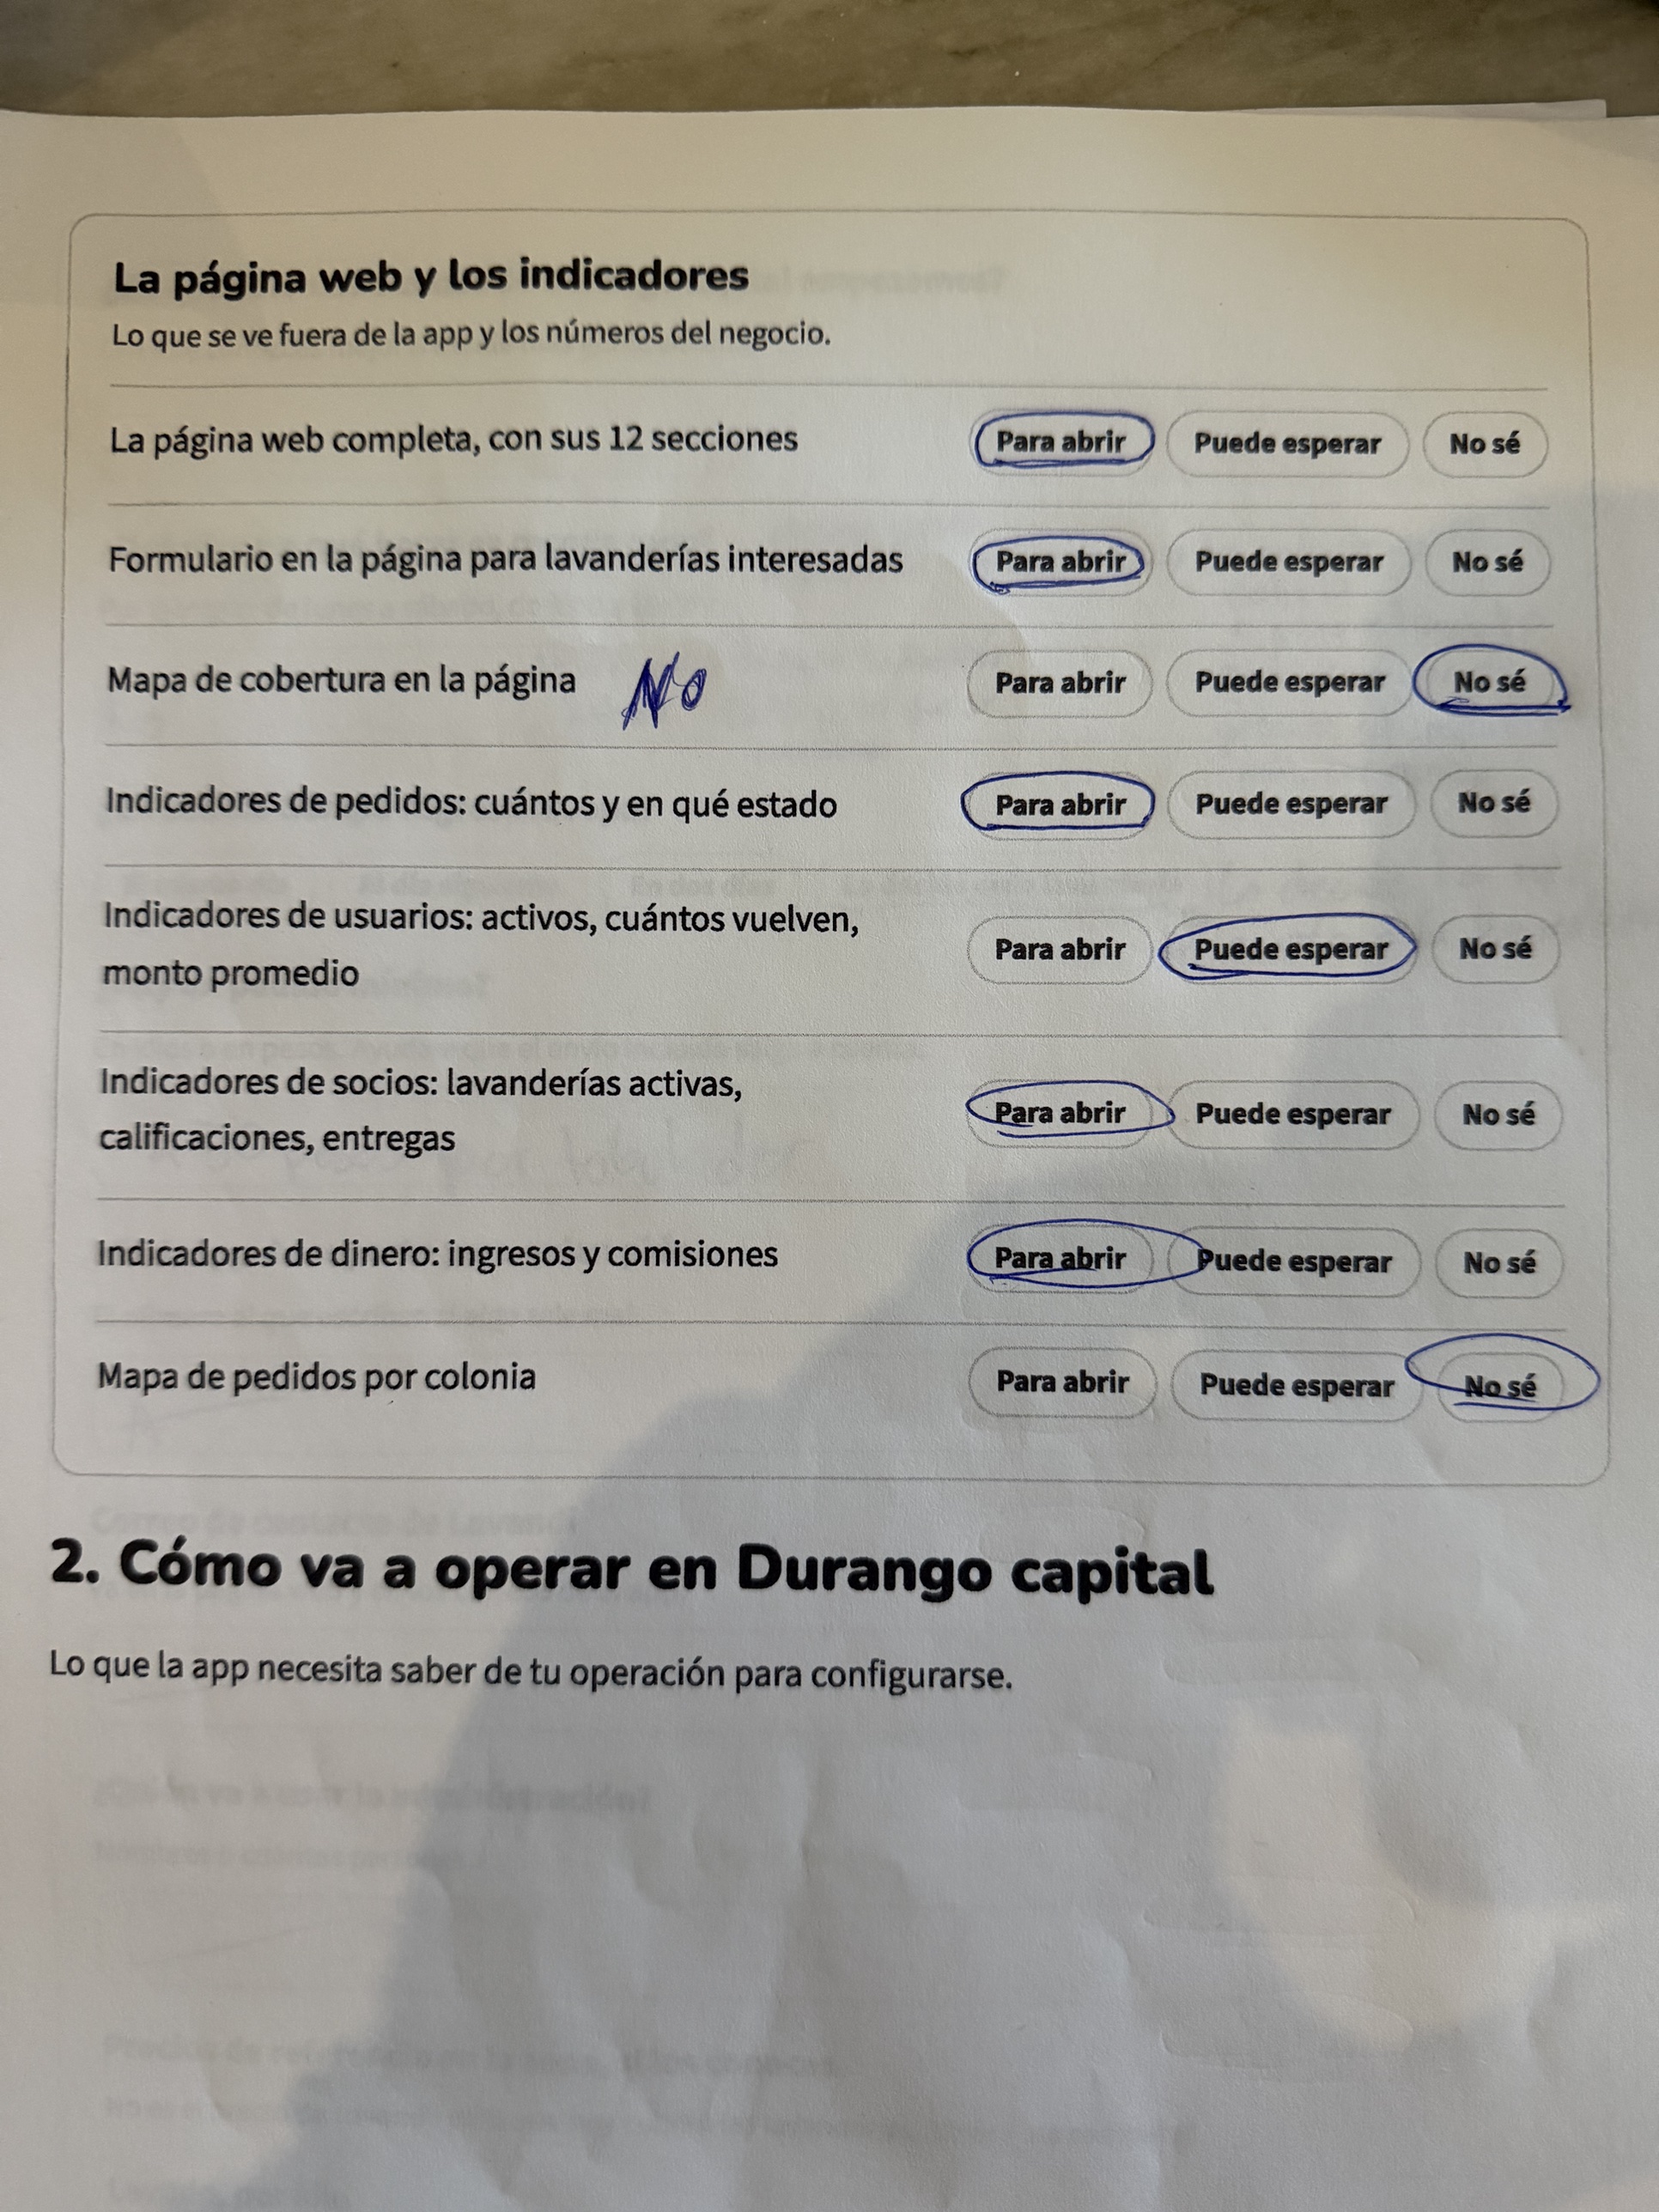 La página web y los indicadores
Lo que se ve fuera de la app y los números del negocio.
La página web completa, con sus 12 secciones Para abrir Puede esperar No sé
Formulario en la página para lavanderías interesadas Para abrir Puede esperar No sé
Mapa de cobertura en la página No Para abrir Puede esperar No sé
Indicadores de pedidos: cuántos y en qué estado Para abrir Puede esperar No sé
Indicadores de usuarios: activos, cuántos vuelven,
monto promedio Para abrir Puede esperar No sé
Indicadores de socios: lavanderías activas,
calificaciones, entregas Para abrir Puede esperar No sé
Indicadores de dinero: ingresos y comisiones Para abrir Puede esperar No sé
Mapa de pedidos por colonia Para abrir Puede esperar No sé
2. Cómo va a operar en Durango capital
Lo que la app necesita saber de tu operación para configurarse.